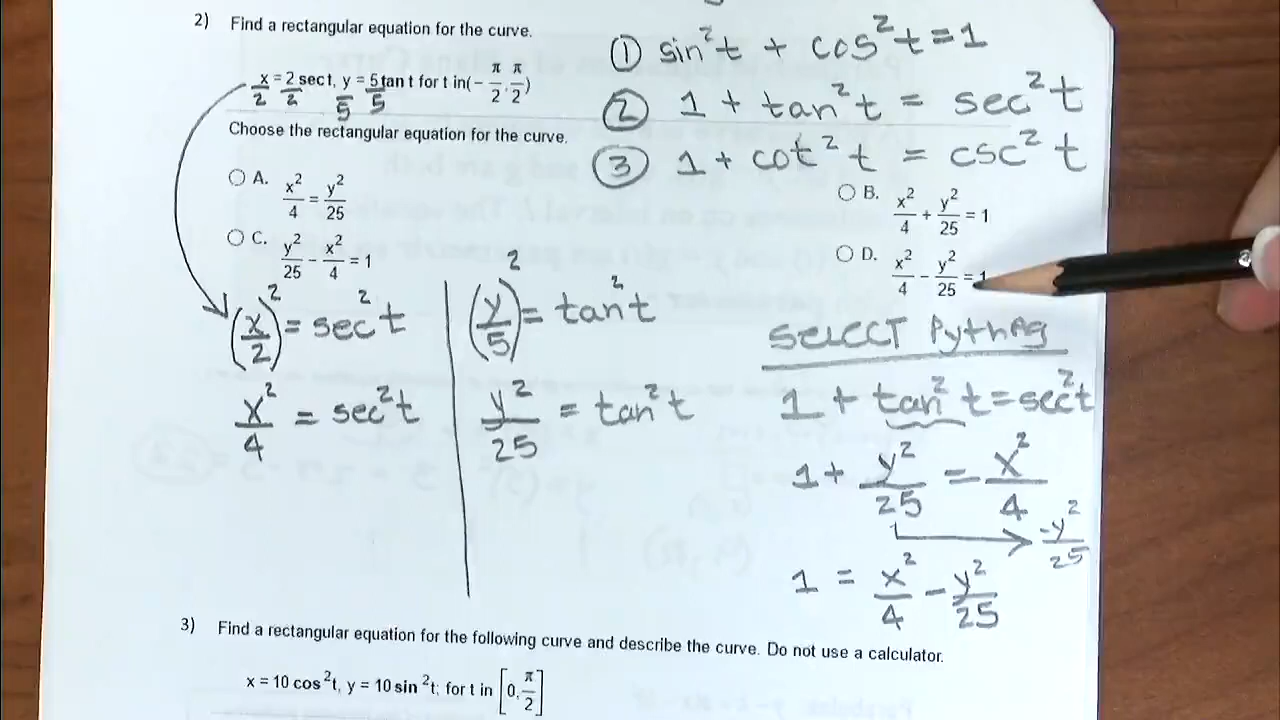 2) Find a rectangular equation for the curve.
x = 2 sec t, y = 5 tan t for t in (−π/2, π/2)
2 2 5 5
Choose the rectangular equation for the curve.
① sin²t + cos²t = 1
② 1 + tan²t = sec²t
③ 1 + cot²t = csc²t
A. x²/4 = y²/25
B. x²/4 + y²/25 = 1
C. y²/25 − x²/4 = 1
D. x²/4 − y²/25 = 1
(x/2)² = sec²t
x²/4 = sec²t
(y/5)² = tan²t
y²/25 = tan²t
SELECT Pythag
1 + tan²t = sec²t
1 + y²/25 = x²/4
−y²/25
1 = x²/4 − y²/25
3) Find a rectangular equation for the following curve and describe the curve. Do not use a calculator.
x = 10 cos²t, y = 10 sin²t; for t in [0, π/2]